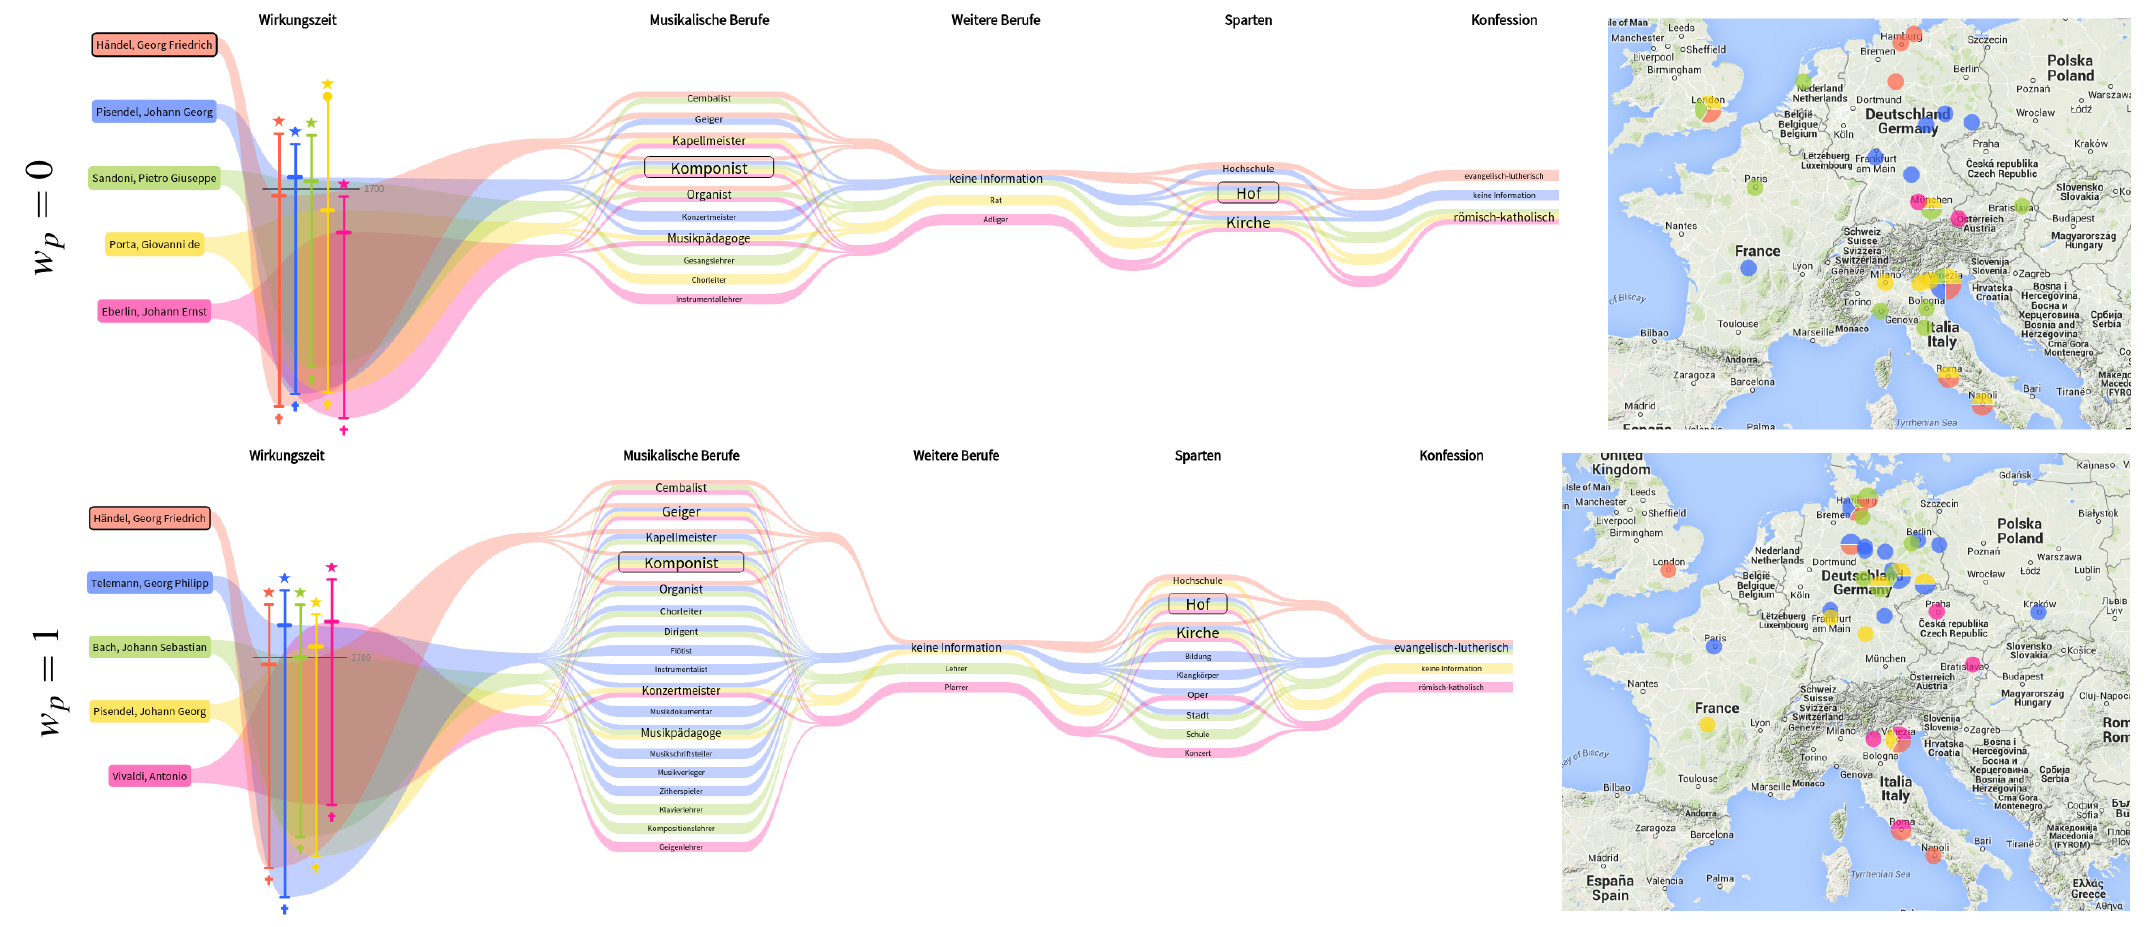 w_p = 0
Wirkungszeit
Musikalische Berufe
Weitere Berufe
Sparten
Konfession
Händel, Georg Friedrich
Pisendel, Johann Georg
Sandoni, Pietro Giuseppe
Porta, Giovanni de
Eberlin, Johann Ernst
1700
Cembalist
Geiger
Kapellmeister
Komponist
Organist
Konzertmeister
Musikpädagoge
Gesangslehrer
Chorleiter
Instrumentallehrer
keine Information
Rat
Adliger
Hochschule
Hof
Kirche
evangelisch-lutherisch
keine Information
römisch-katholisch
sle of Man
Leeds
Manchester
Sheffield
Liverpool
Birmingham
London
Hamburg
Bremen
Szczecin
Berlin
Polska
Poland
Poznań
Warszawa
Nederland
Netherlands
Dortmund
Wrocław
Łódź
België
Belgique
Belgium
Köln
Deutschland
Germany
Praha
Kraków
Lëtzebuerg
Luxembourg
Frankfurt
am Main
Česká republika
Czech Republic
Paris
Slovensko
Slovakia
München
Bratislava
Österreich
Austria
Budapest
Nantes
Magyarország
Hungary
France
Schweiz
Suisse
Svizzera
Switzerland
Genève
Lyon
Milano
Venezia
Slovenija
Slovenia
Zagreb
Hrvatska
Croatia
Bosna i
Hercegovina
Босна и
Херцеговина
Bosnia and
Herzegovina
Србија
Serbia
of Biscay
Torino
Bologna
Genova
Toulouse
Marseille
Monaco
Italia
Italy
Bilbao
Crna Gora
Montenegro
Andorra
Zaragoza
Barcelona
Roma
Bari
Tiranë
Napoli
Madrid
Palma
Tyrrhenian Sea
w_p = 1
Wirkungszeit
Musikalische Berufe
Weitere Berufe
Sparten
Konfession
Händel, Georg Friedrich
Telemann, Georg Philipp
Bach, Johann Sebastian
Pisendel, Johann Georg
Vivaldi, Antonio
1700
Cembalist
Geiger
Kapellmeister
Komponist
Organist
Chorleiter
Dirigent
Flötist
Instrumentalist
Konzertmeister
Musikdokumentar
Musikpädagoge
Musikschriftsteller
Musikverleger
Zitherspieler
Klavierlehrer
Kompositionslehrer
Geigenlehrer
keine Information
Lehrer
Pfarrer
Hochschule
Hof
Kirche
Bildung
Klangkörper
Oper
Stadt
Schule
Konzert
evangelisch-lutherisch
keine Information
römisch-katholisch
United
Kingdom
Isle of Man
Leeds
Manchester
Sheffield
Liverpool
Birmingham
London
Hamburg
Bremen
Gdańsk
Kaunas
Szczecin
Białystok
Berlin
Polska
Poland
Poznań
Warszawa
Nederland
Netherlands
Dortmund
Wrocław
Łódź
Lublin
België
Belgique
Belgium
Köln
Deutschland
Germany
Praha
Kraków
Львів
Lviv
Lëtzebuerg
Luxembourg
Frankfurt
am Main
Česká republika
Czech Republic
Paris
Slovensko
Slovakia
Košice
München
Bratislava
Österreich
Austria
Budapest
Nantes
Magyarország
Hungary
Cluj-Napoca
France
Schweiz
Suisse
Svizzera
Switzerland
Genève
Lyon
Milano
Venezia
Slovenija
Slovenia
Zagreb
Hrvatska
Croatia
Bosna i
Hercegovina
Босна и
Херцеговина
Bosnia and
Herzegovina
Србија
Serbia
ay of Biscay
Torino
Bologna
Genova
Toulouse
Marseille
Monaco
Italia
Italy
Bilbao
Crna Gora
Montenegro
София
Sofia
Andorra
Zaragoza
Barcelona
Roma
Македонија
Macedonia
(FYROM)
Bari
Tiranë
Napoli
Madrid
España
Spain
Valencia
Palma
Tyrrhenian Sea
Ελλάς
Greece
Αθήνα